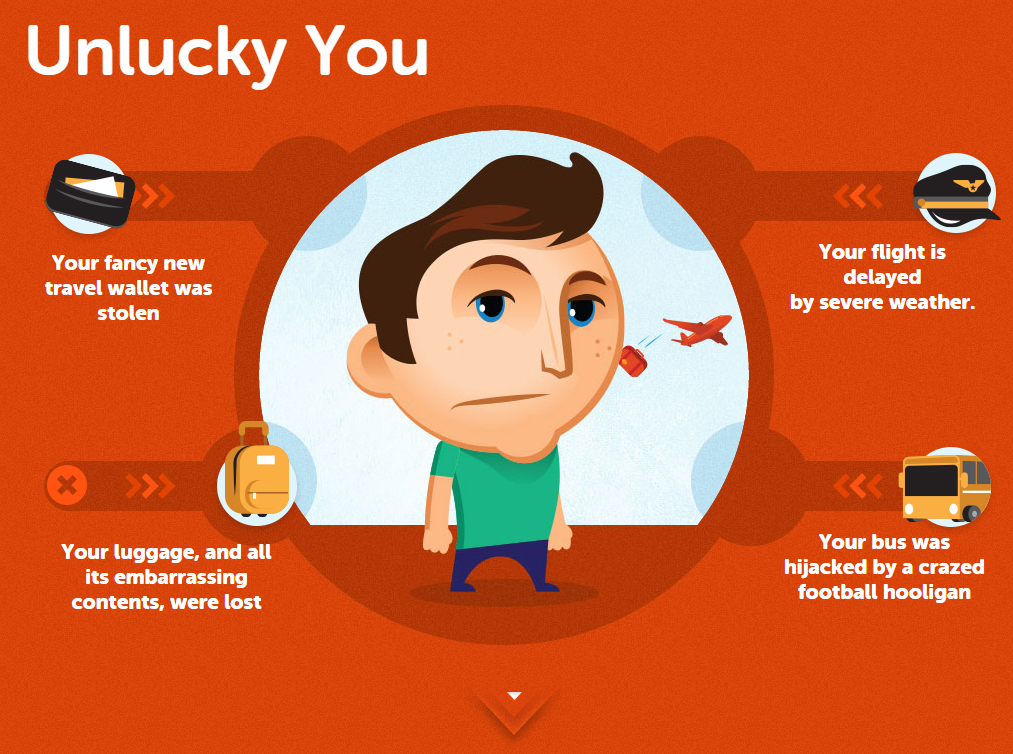 Unlucky You
Your fancy new
travel wallet was
stolen
Your flight is
delayed
by severe weather.
Your luggage, and all
its embarrassing
contents, were lost
Your bus was
hijacked by a crazed
football hooligan